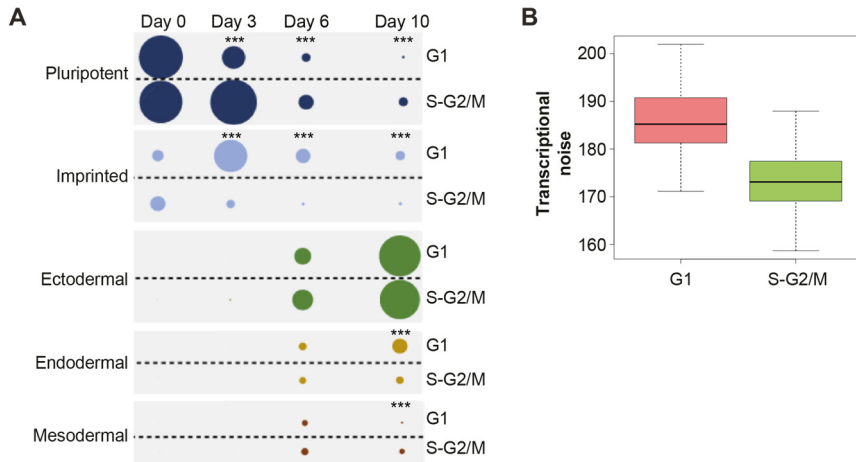 A
Day 0 Day 3 Day 6 Day 10
*** *** *** G1
Pluripotent
S-G2/M
*** *** *** G1
Imprinted
S-G2/M
G1
Ectodermal
S-G2/M
*** G1
Endodermal
S-G2/M
*** G1
Mesodermal
S-G2/M
B
200
190
180
170
160
Transcriptional
noise
G1 S-G2/M